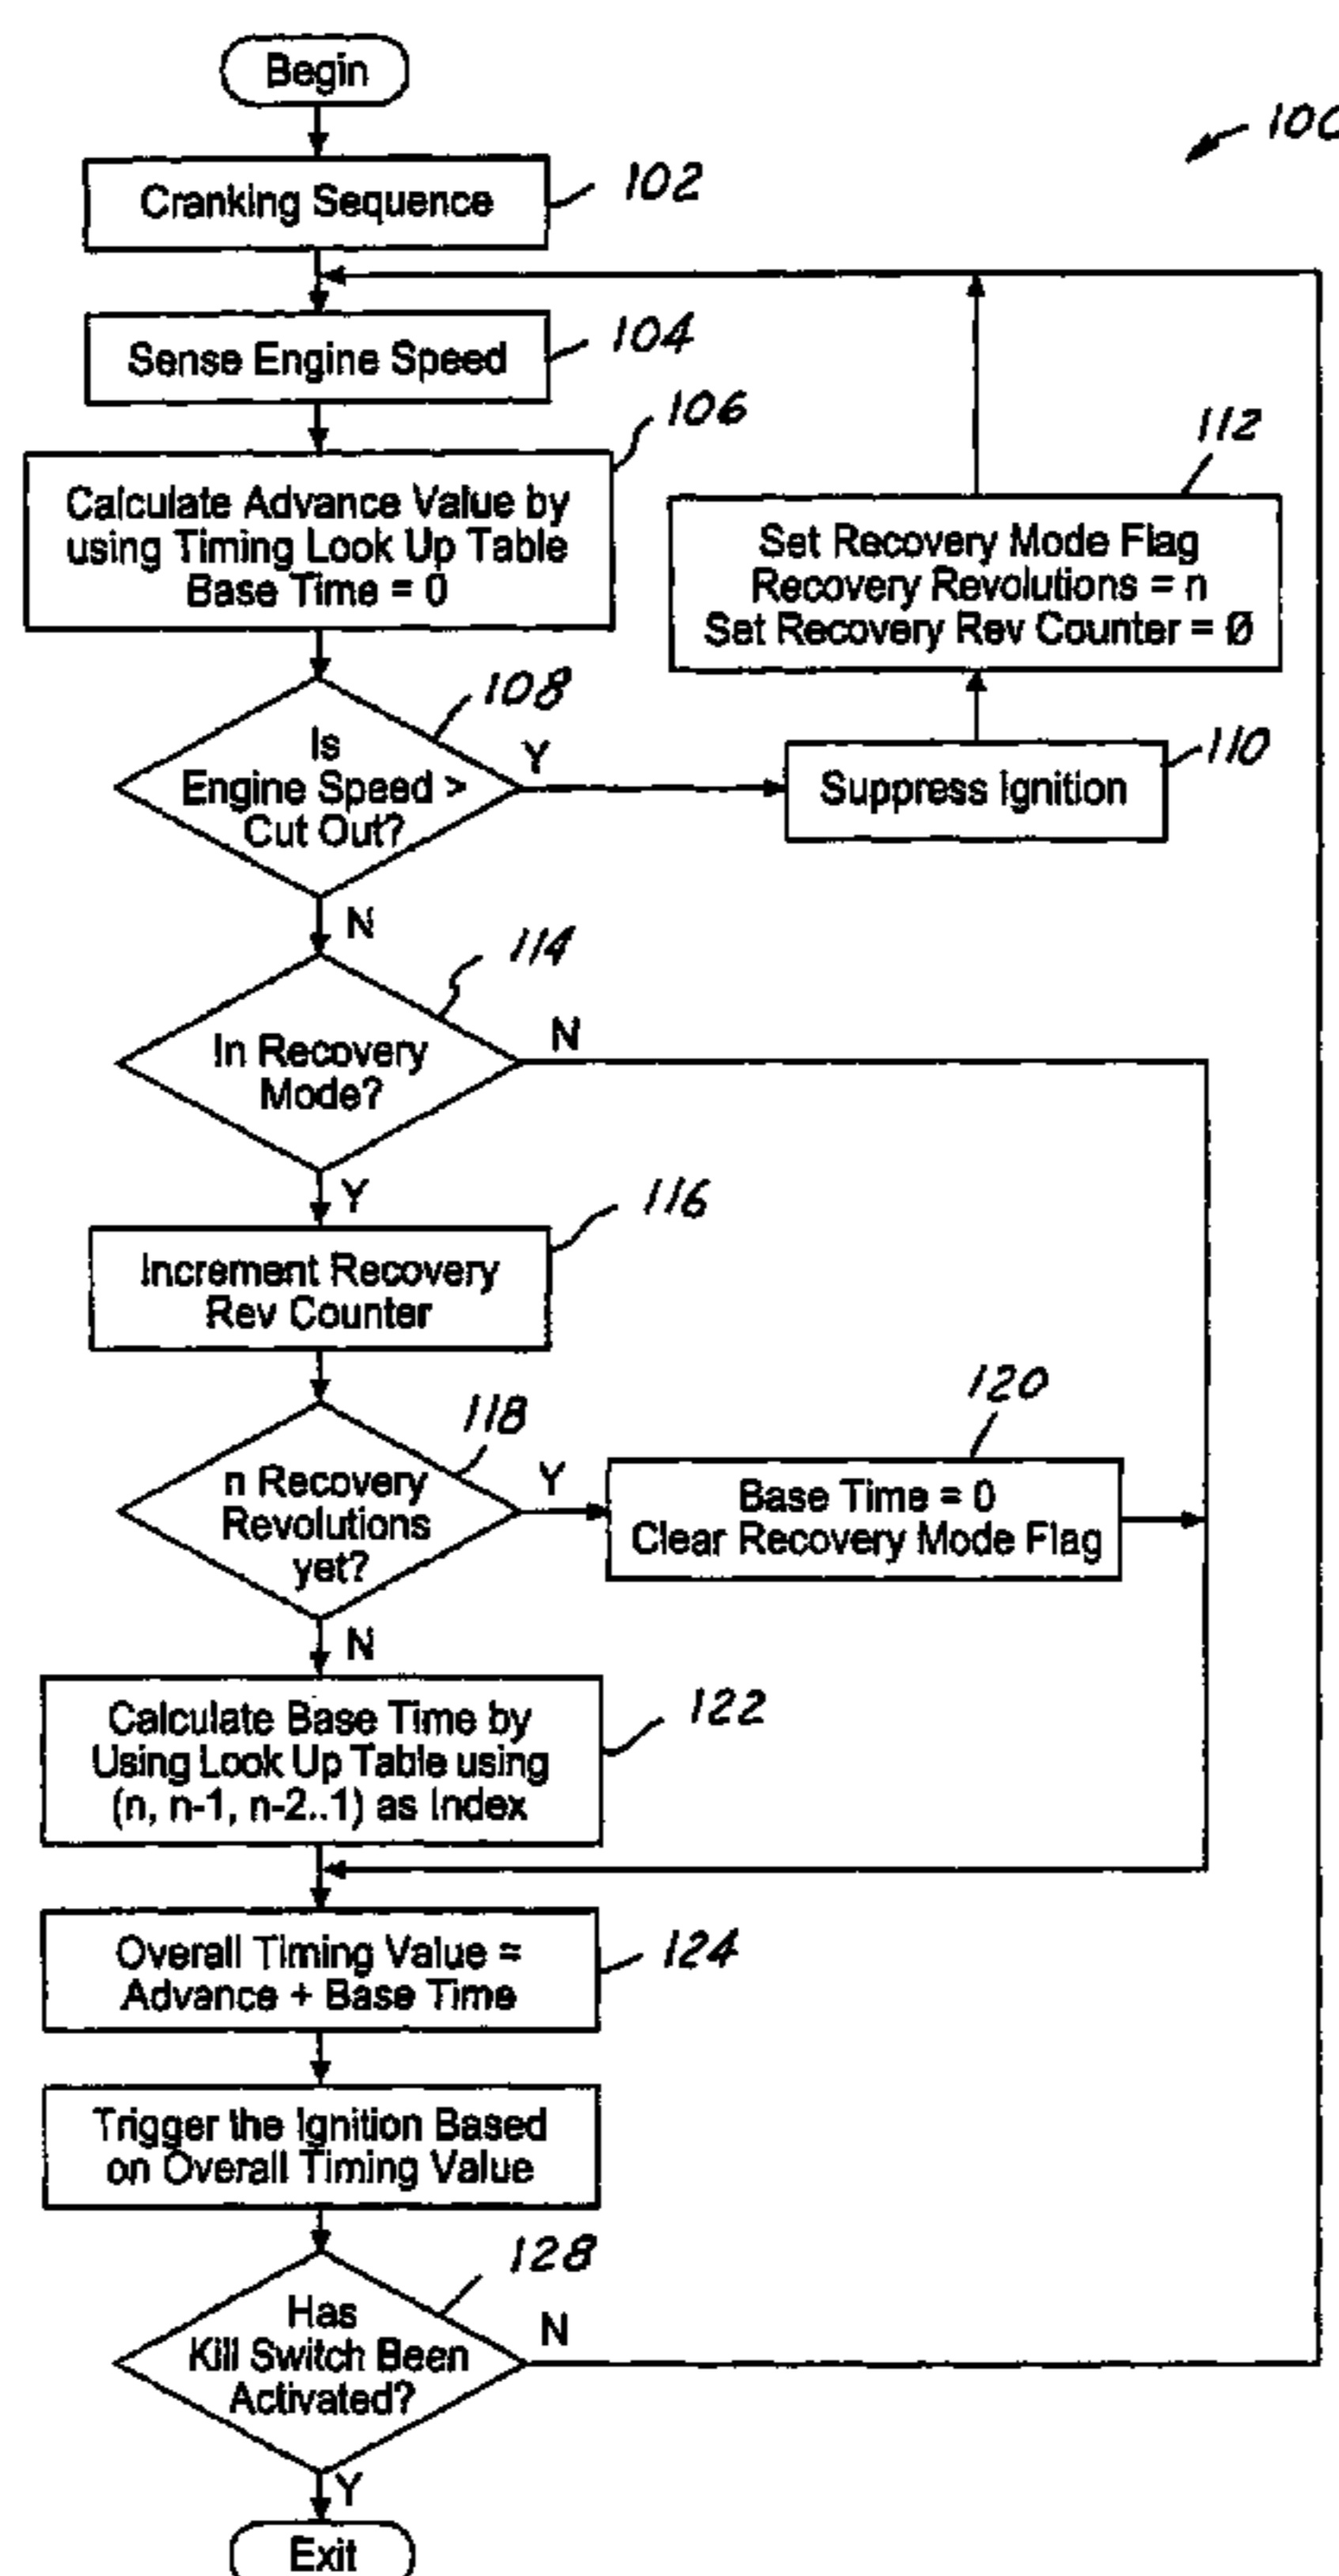 Begin
100
Cranking Sequence
102
Sense Engine Speed
104
106
Calculate Advance Value by
using Timing Look Up Table
Base Time = 0
112
Set Recovery Mode Flag
Recovery Revolutions = n
Set Recovery Rev Counter = Ø
108
Is
Engine Speed >
Cut Out?
Y
Suppress Ignition
110
N
114
In Recovery
Mode?
N
Y
116
Increment Recovery
Rev Counter
118
n Recovery
Revolutions
yet?
Y
120
Base Time = 0
Clear Recovery Mode Flag
N
Calculate Base Time by
Using Look Up Table using
(n, n-1, n-2..1) as Index
122
Overall Timing Value =
Advance + Base Time
124
Trigger the Ignition Based
on Overall Timing Value
128
Has
Kill Switch Been
Activated?
N
Y
Exit